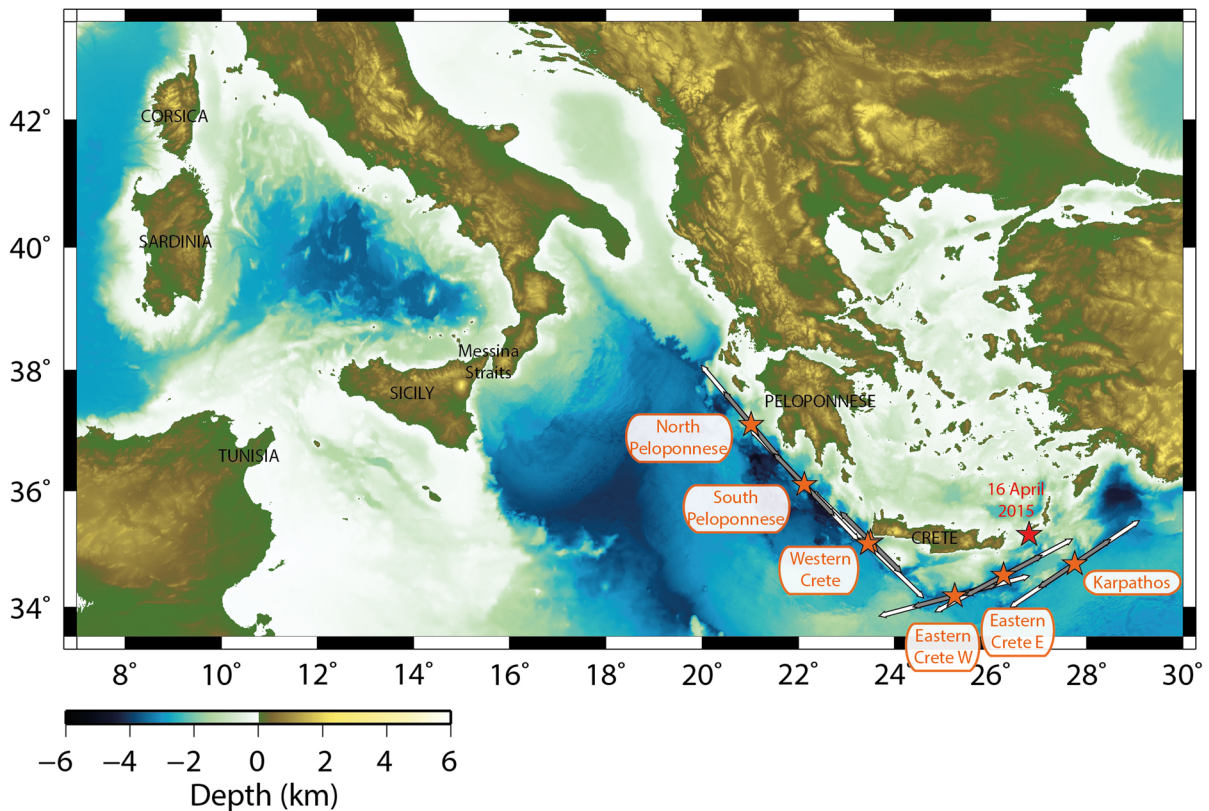 42°
40°
38°
36°
34°
CORSICA
SARDINIA
Messina
Straits
SICILY
TUNISIA
PELOPONNESE
North
Peloponnese
South
Peloponnese
16 April
2015
CRETE
Western
Crete
Karpathos
Eastern
Crete E
Eastern
Crete W
8° 10° 12° 14° 16° 18° 20° 22° 24° 26° 28° 30°
−6 −4 −2 0 2 4 6
Depth (km)